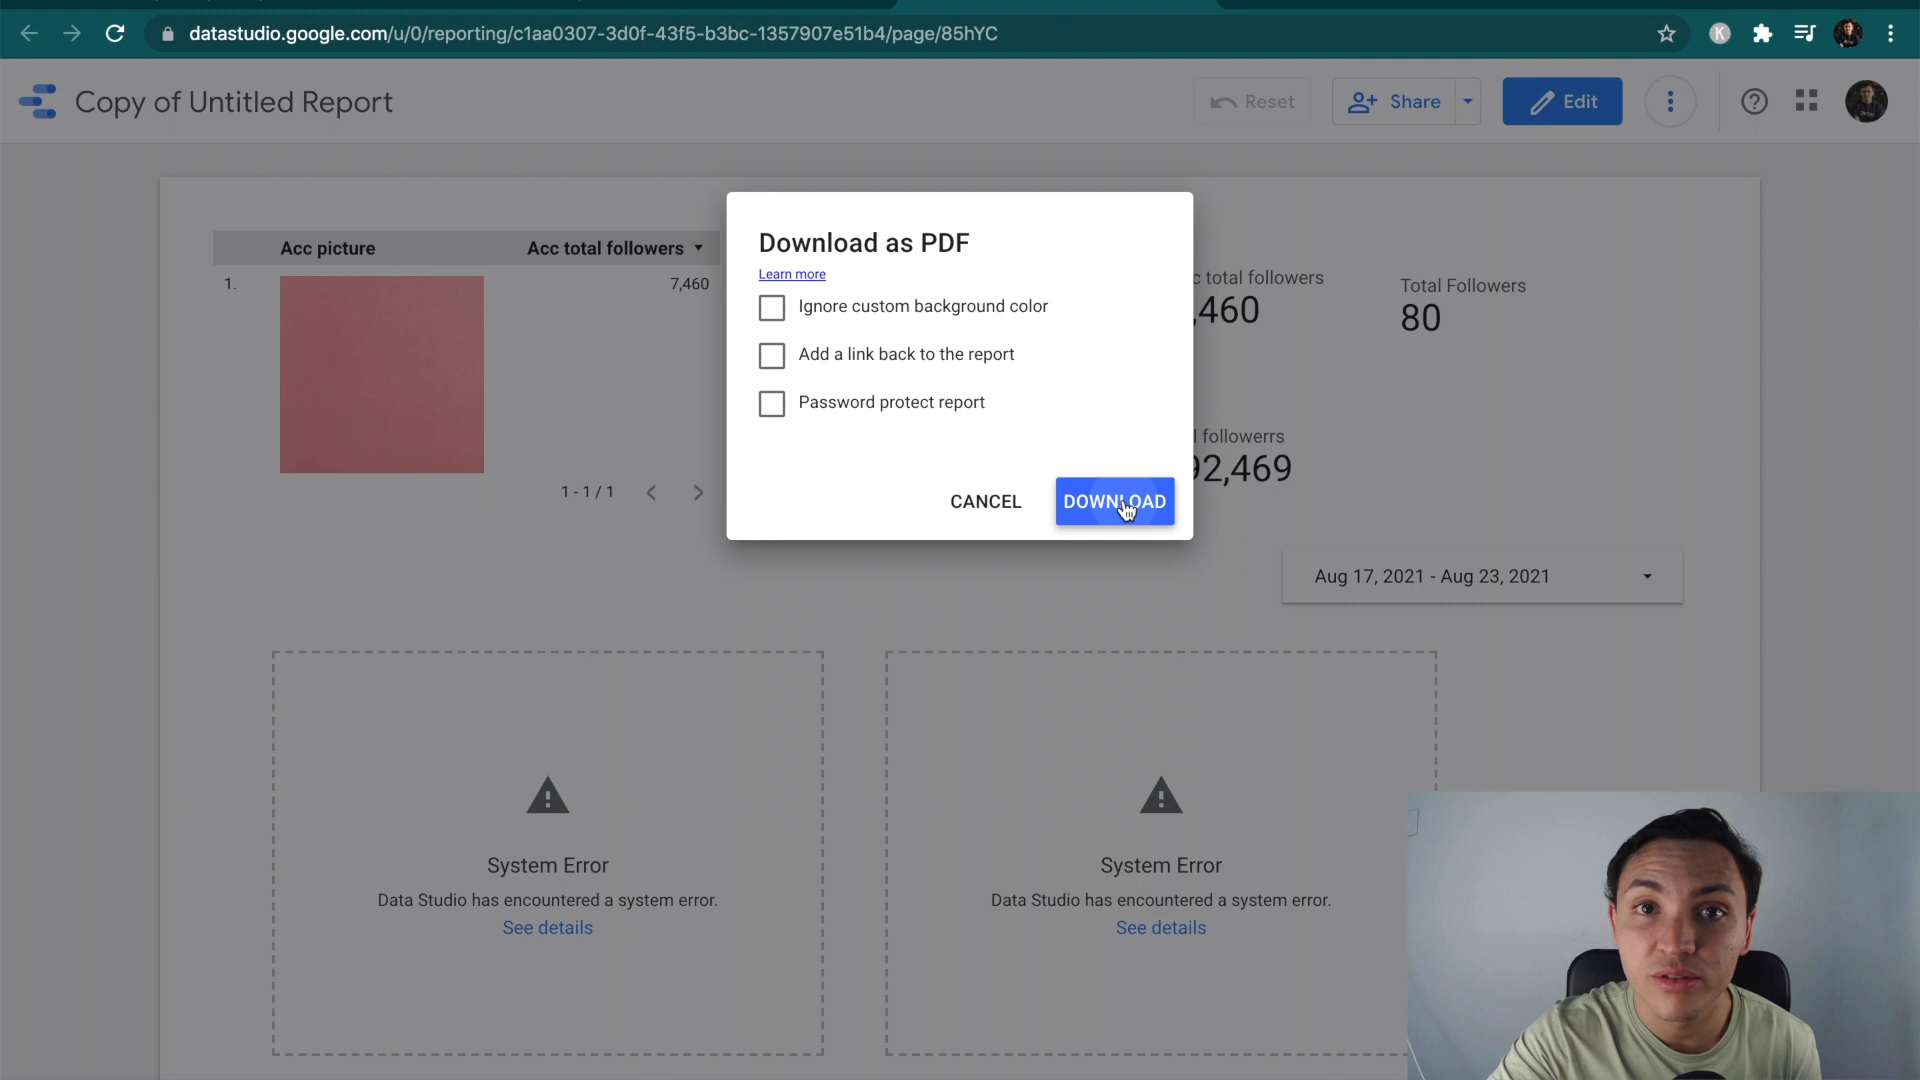 datastudio.google.com/u/0/reporting/c1aa0307-3d0f-43f5-b3bc-1357907e51b4/page/85hYC
K
Copy of Untitled Report
Reset
Share
Edit
Download as PDF
Learn more
Ignore custom background color
Add a link back to the report
Password protect report
CANCEL
DOWNLOAD
Acc picture
Acc total followers
1.
7,460
1 - 1 / 1
c total followers
,460
Total Followers
80
l followerrs
92,469
Aug 17, 2021 - Aug 23, 2021
System Error
Data Studio has encountered a system error.
See details
System Error
Data Studio has encountered a system error.
See details